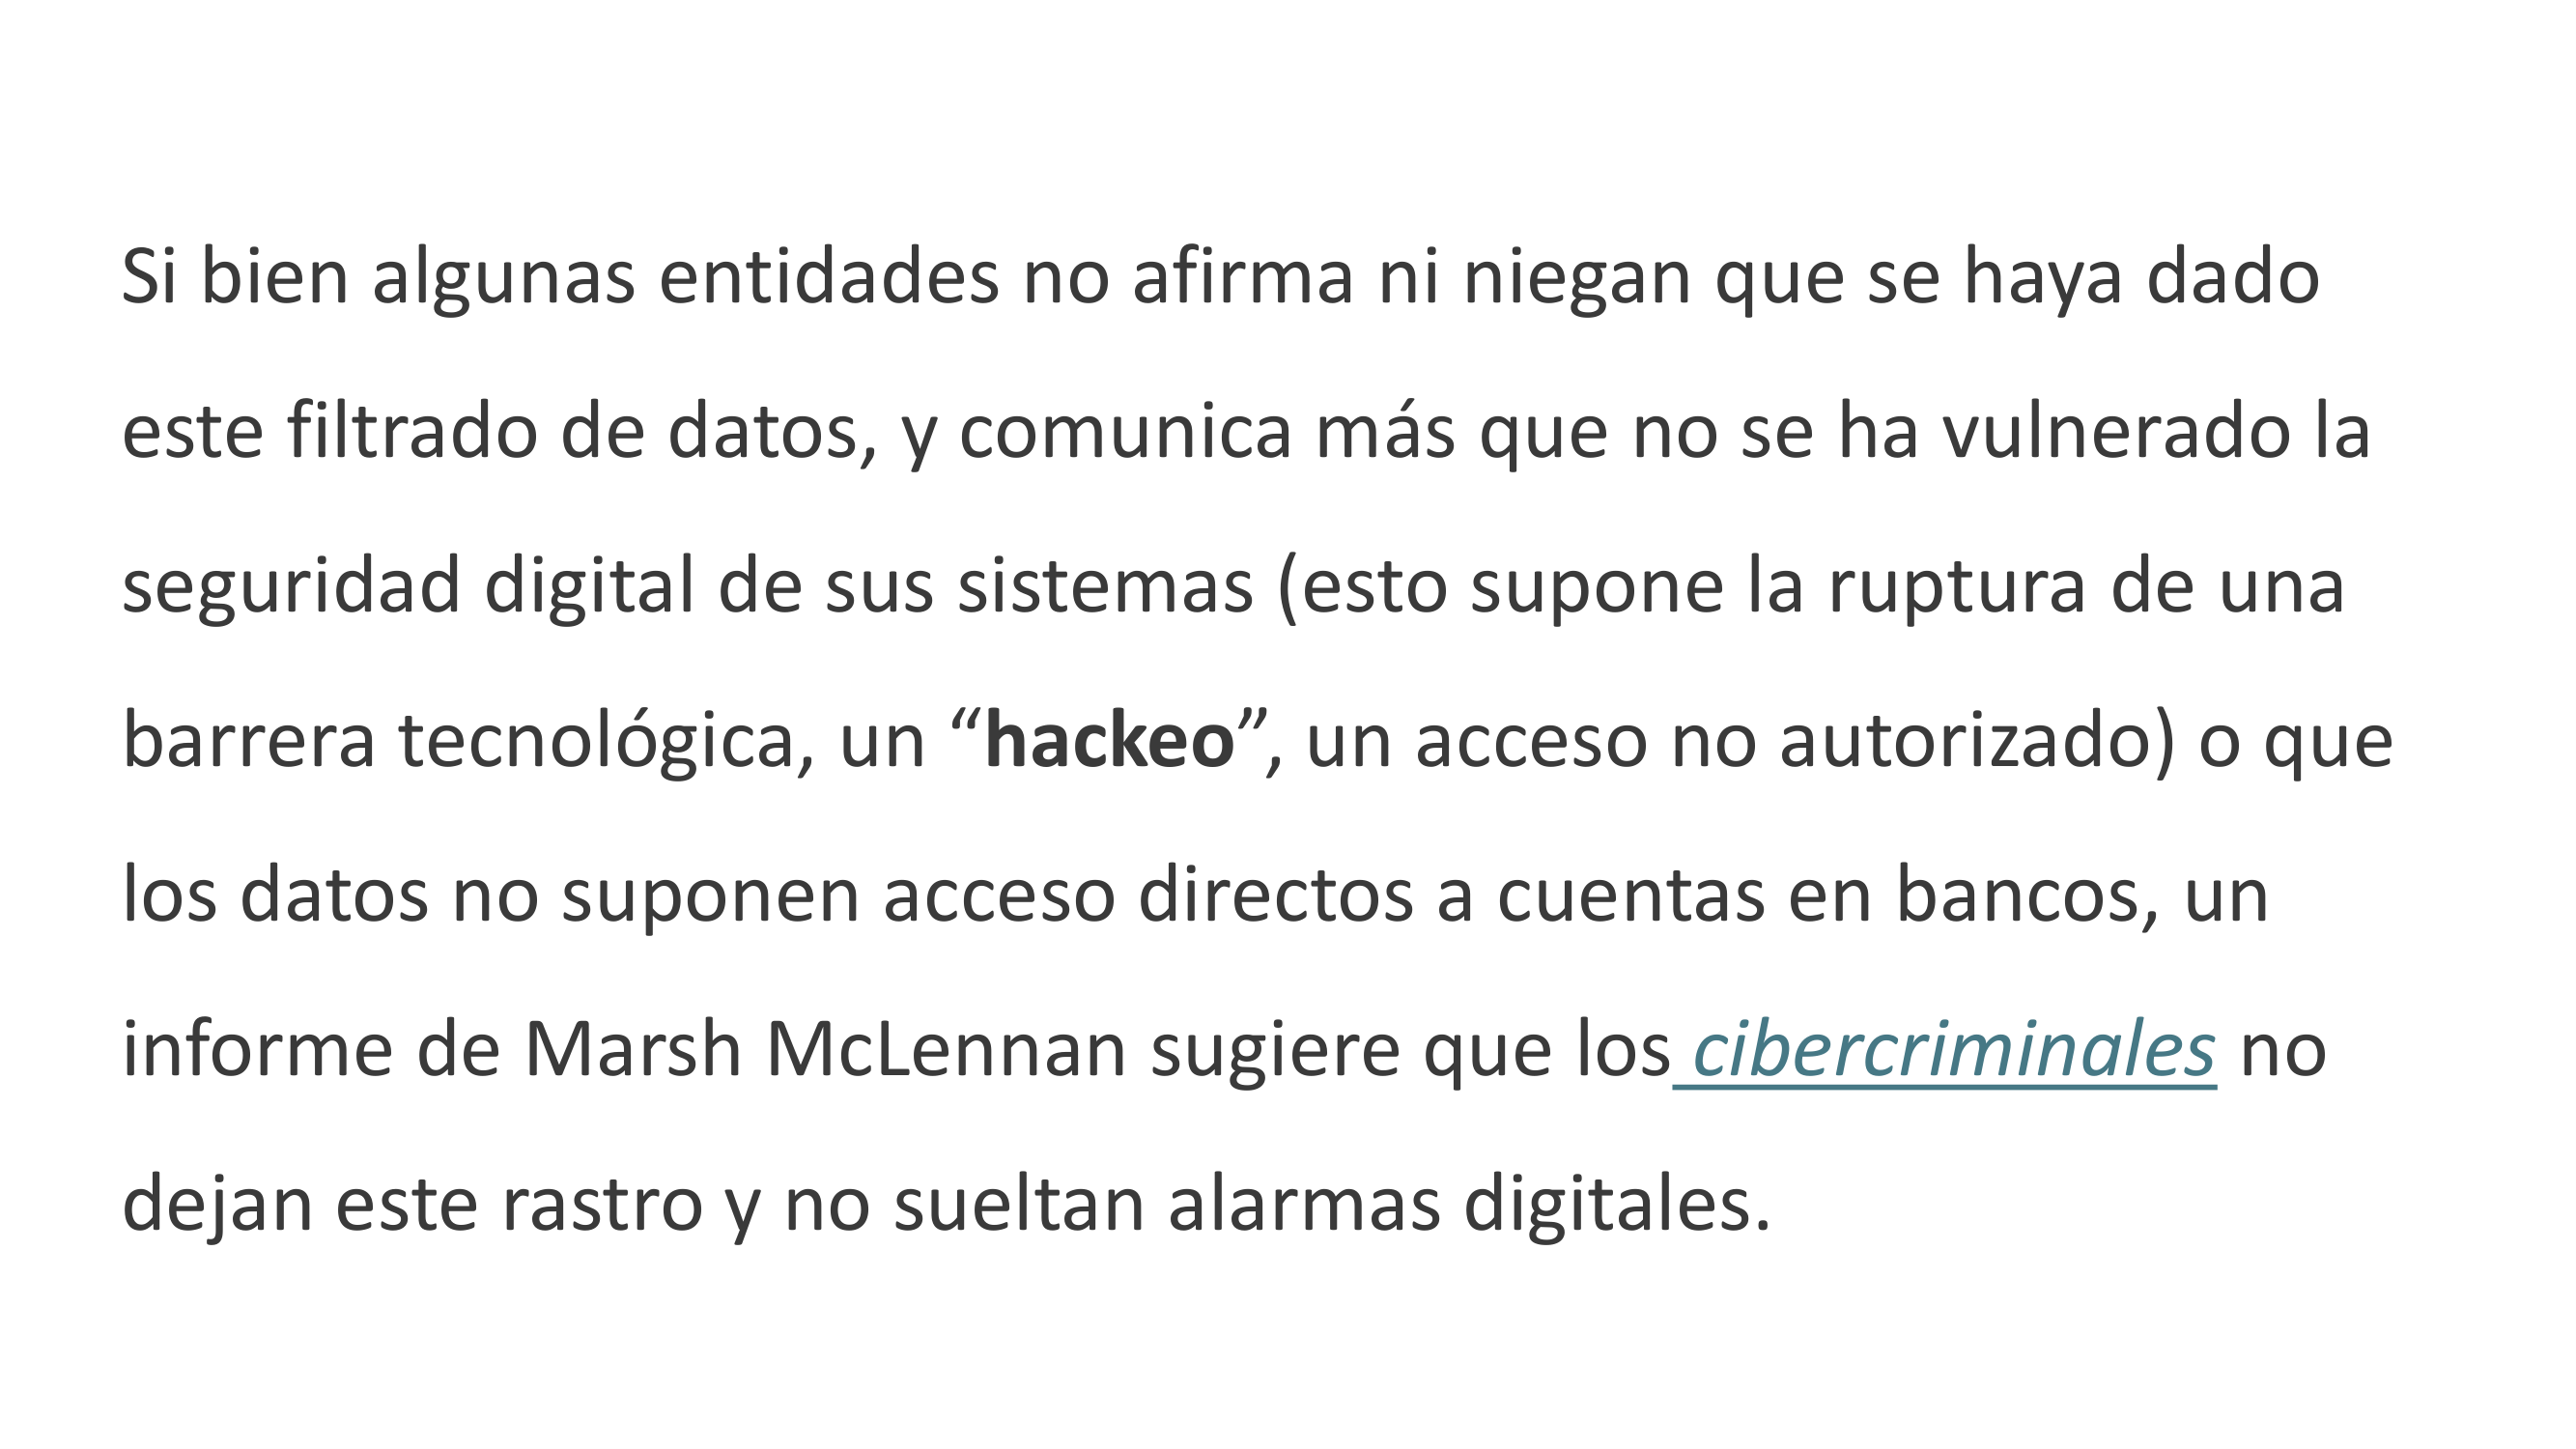 Si bien algunas entidades no afirma ni niegan que se haya dado
este filtrado de datos, y comunica más que no se ha vulnerado la
seguridad digital de sus sistemas (esto supone la ruptura de una
barrera tecnológica, un “hackeo”, un acceso no autorizado) o que
los datos no suponen acceso directos a cuentas en bancos, un
informe de Marsh McLennan sugiere que los cibercriminales no
dejan este rastro y no sueltan alarmas digitales.